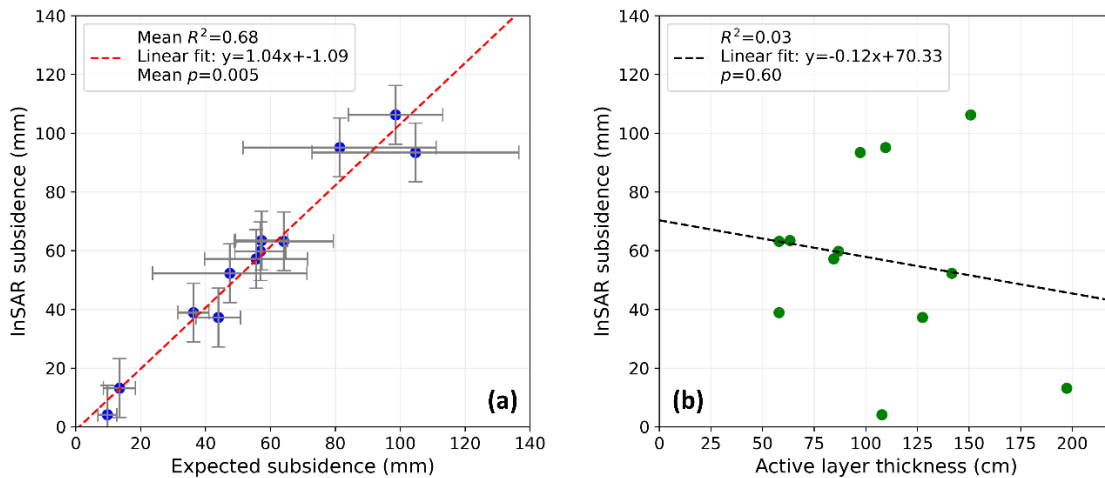 Mean R²=0.68
Linear fit: y=1.04x+-1.09
Mean p=0.005
140
120
100
80
60
40
20
0
InSAR subsidence (mm)
(a)
0 20 40 60 80 100 120 140
Expected subsidence (mm)
R²=0.03
Linear fit: y=-0.12x+70.33
p=0.60
140
120
100
80
60
40
20
0
InSAR subsidence (mm)
(b)
0 25 50 75 100 125 150 175 200
Active layer thickness (cm)